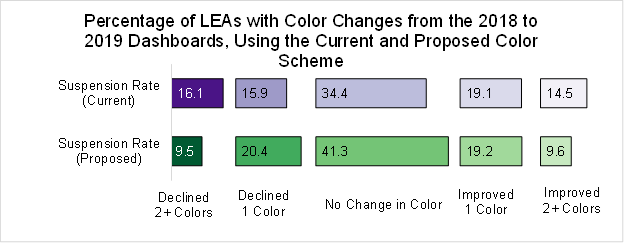 Percentage of LEAs with Color Changes from the 2018 to
2019 Dashboards, Using the Current and Proposed Color
Scheme
Suspension Rate
(Current)
16.1
15.9
34.4
19.1
14.5
Suspension Rate
(Proposed)
9.5
20.4
41.3
19.2
9.6
Declined
2+ Colors
Declined
1 Color
No Change in Color
Improved
1 Color
Improved
2+ Colors